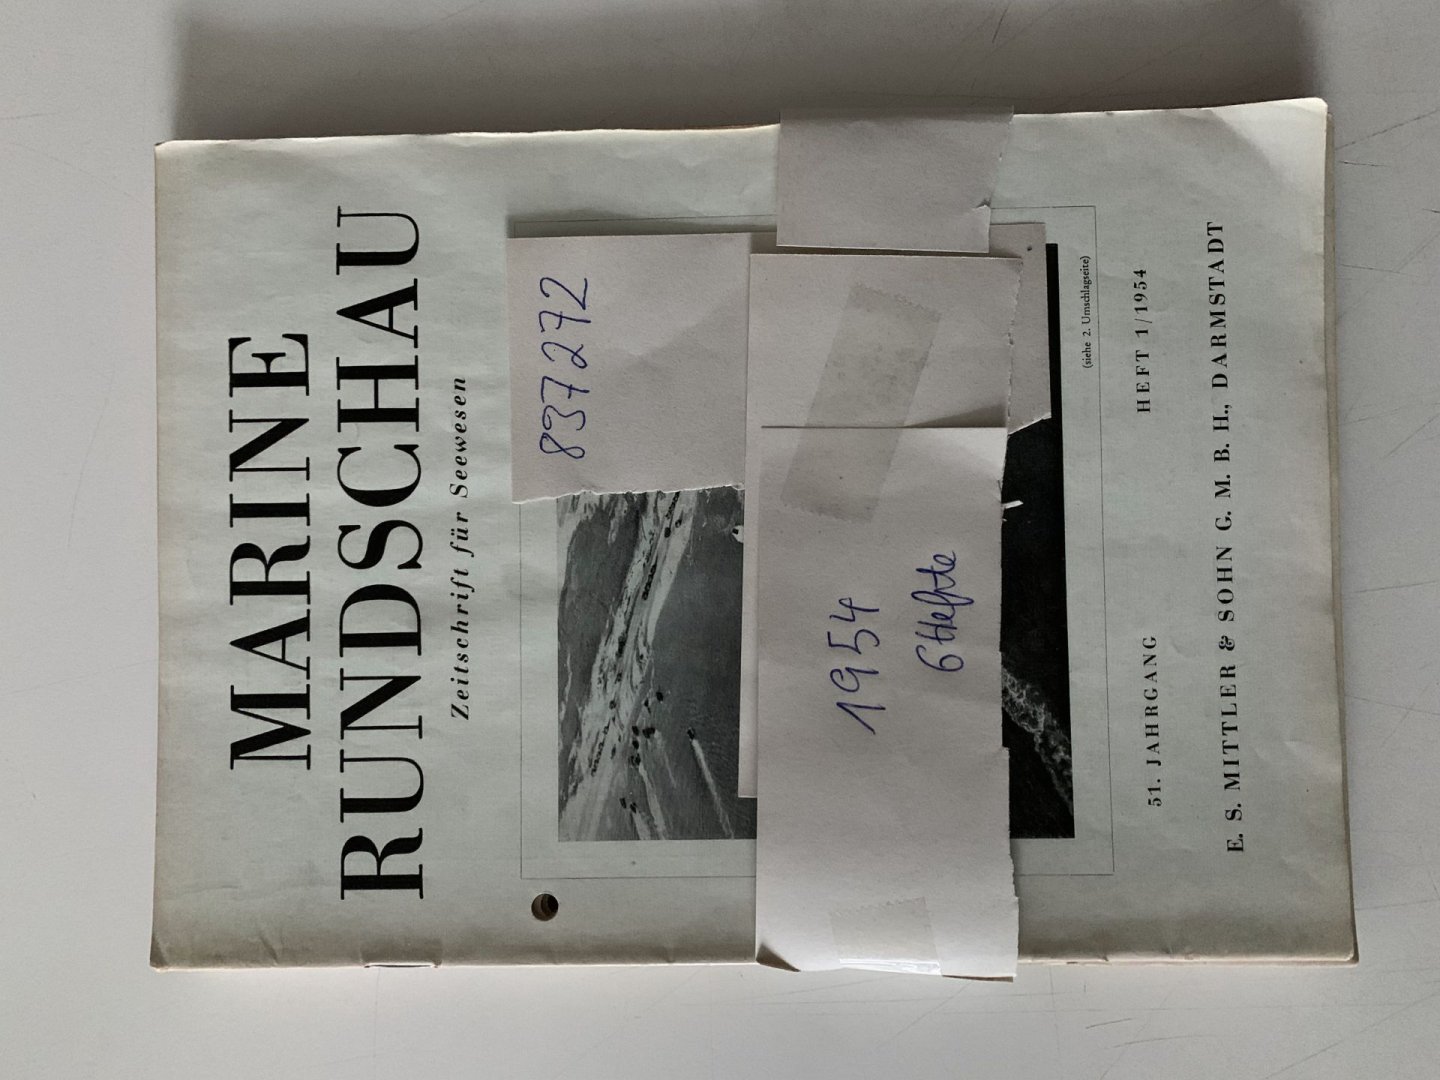 MARINE
RUNDSCHAU
Zeitschrift für Seewesen
837272
1954
6 Hefte
(siehe 2. Umschlagseite)
51. JAHRGANG HEFT 1/1954
E. S. MITTLER & SOHN G. M. B. H., DARMSTADT